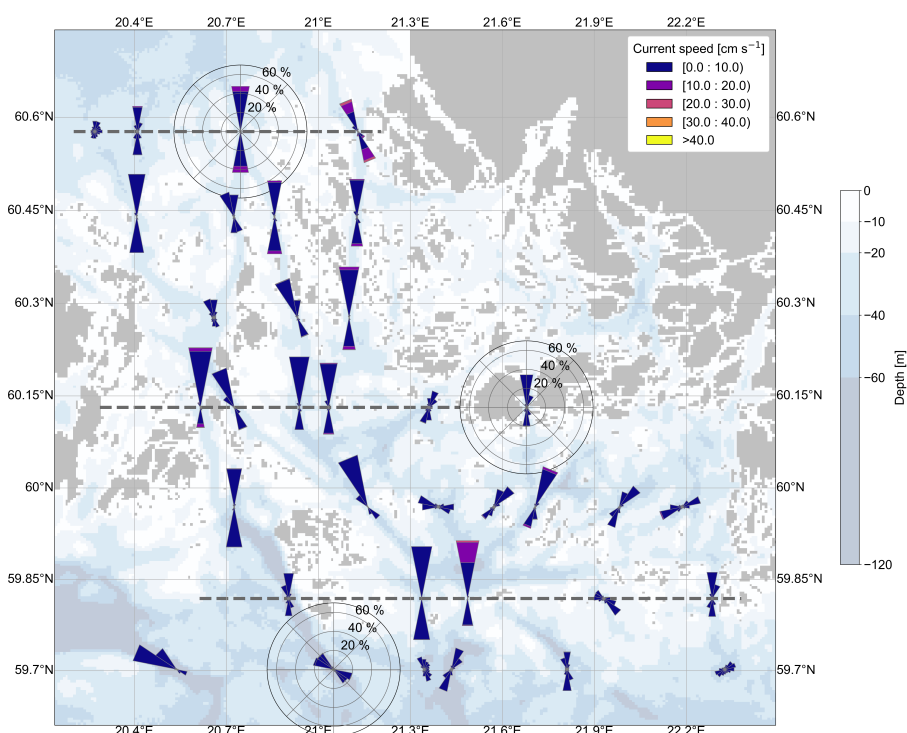 20.4°E 20.7°E 21°E 21.3°E 21.6°E 21.9°E 22.2°E
Current speed [cm s⁻¹]
[0.0 : 10.0)
[10.0 : 20.0)
[20.0 : 30.0)
[30.0 : 40.0)
>40.0
60 %
40 %
20 %
60.6°N 60.6°N
60.45°N 60.45°N
60.3°N 60.3°N
60 %
40 %
20 %
60.15°N 60.15°N
60°N 60°N
59.85°N 59.85°N
60 %
40 %
20 %
59.7°N 59.7°N
20.4°E 20.7°E 21°E 21.3°E 21.6°E 21.9°E 22.2°E
0
−10
−20
−40
−60
−120
Depth [m]